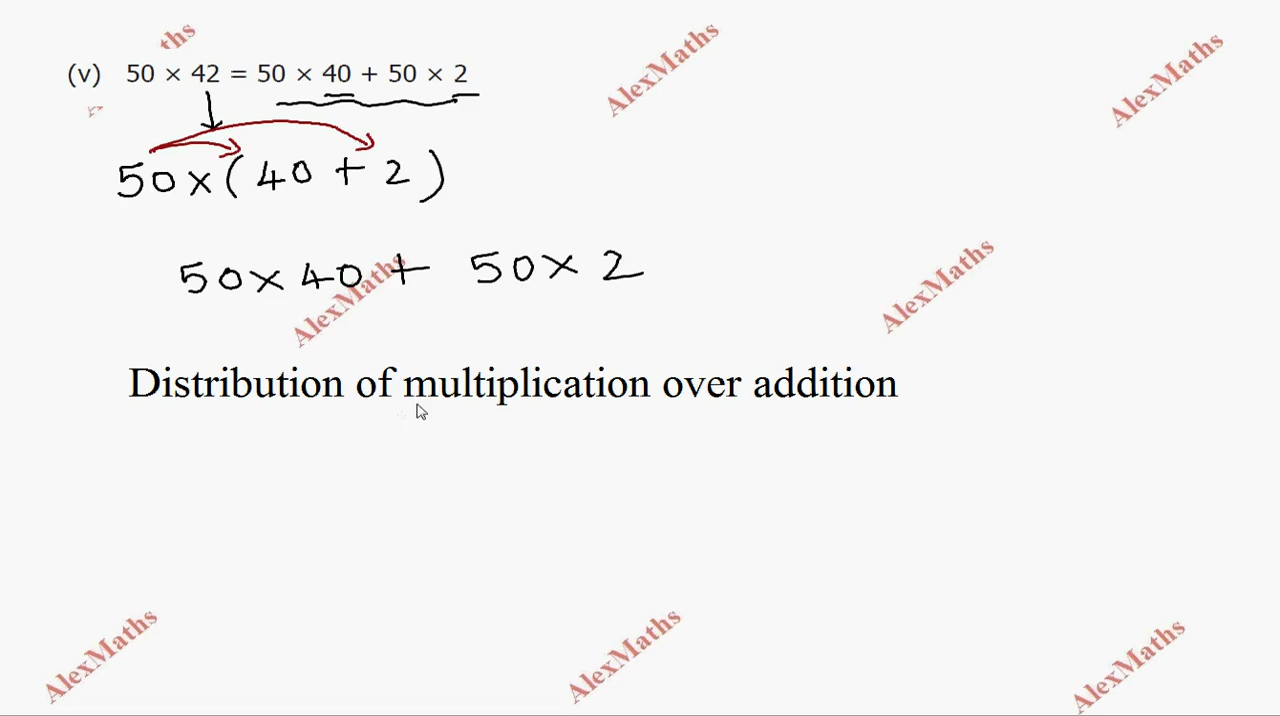 ths
AlexMaths
AlexMaths
(v) 50 × 42 = 50 × 40 + 50 × 2
50 x ( 40 + 2 )
50 x 40 + 50 x 2
AlexMaths
AlexMaths
Distribution of multiplication over addition
AlexMaths
AlexMaths
AlexMaths